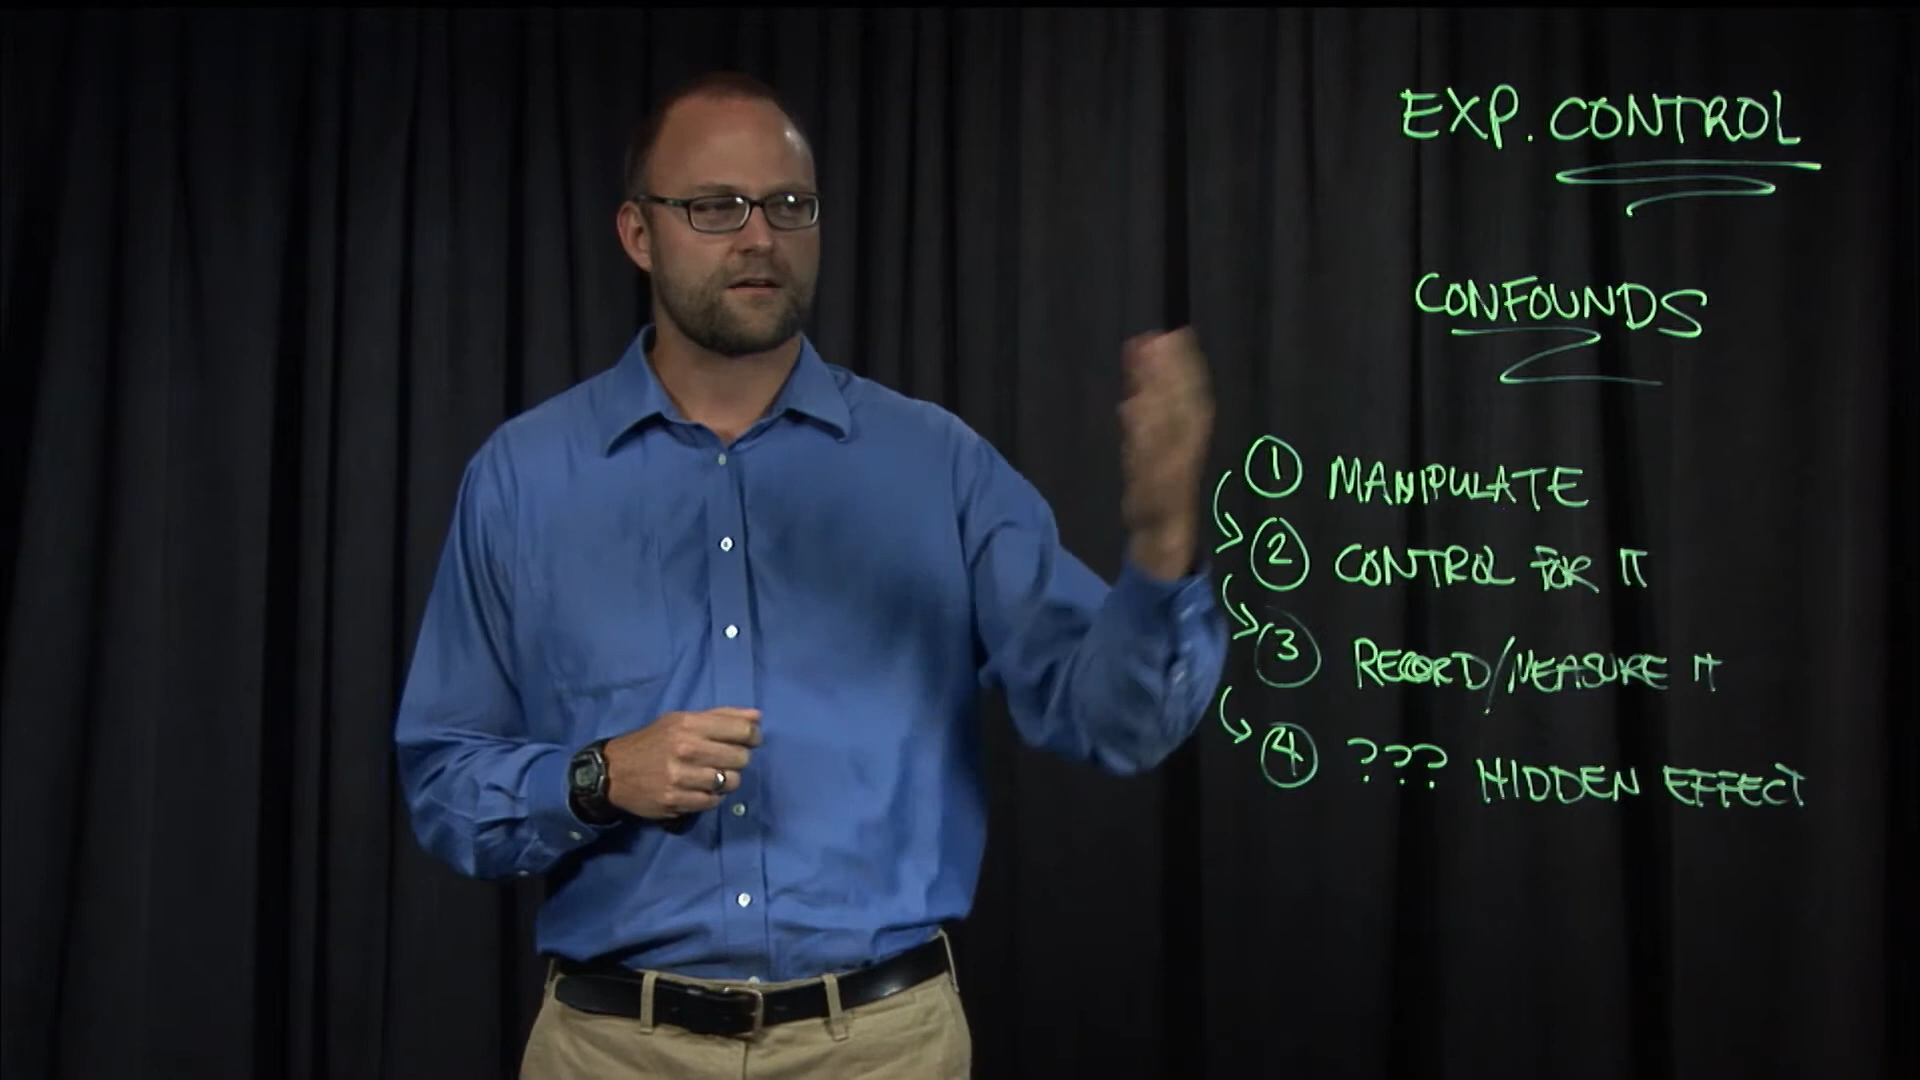 EXP. CONTROL
CONFOUNDS
1 MANIPULATE
2 CONTROL FOR IT
3 RECORD/MEASURE IT
4 ??? HIDDEN EFFECT